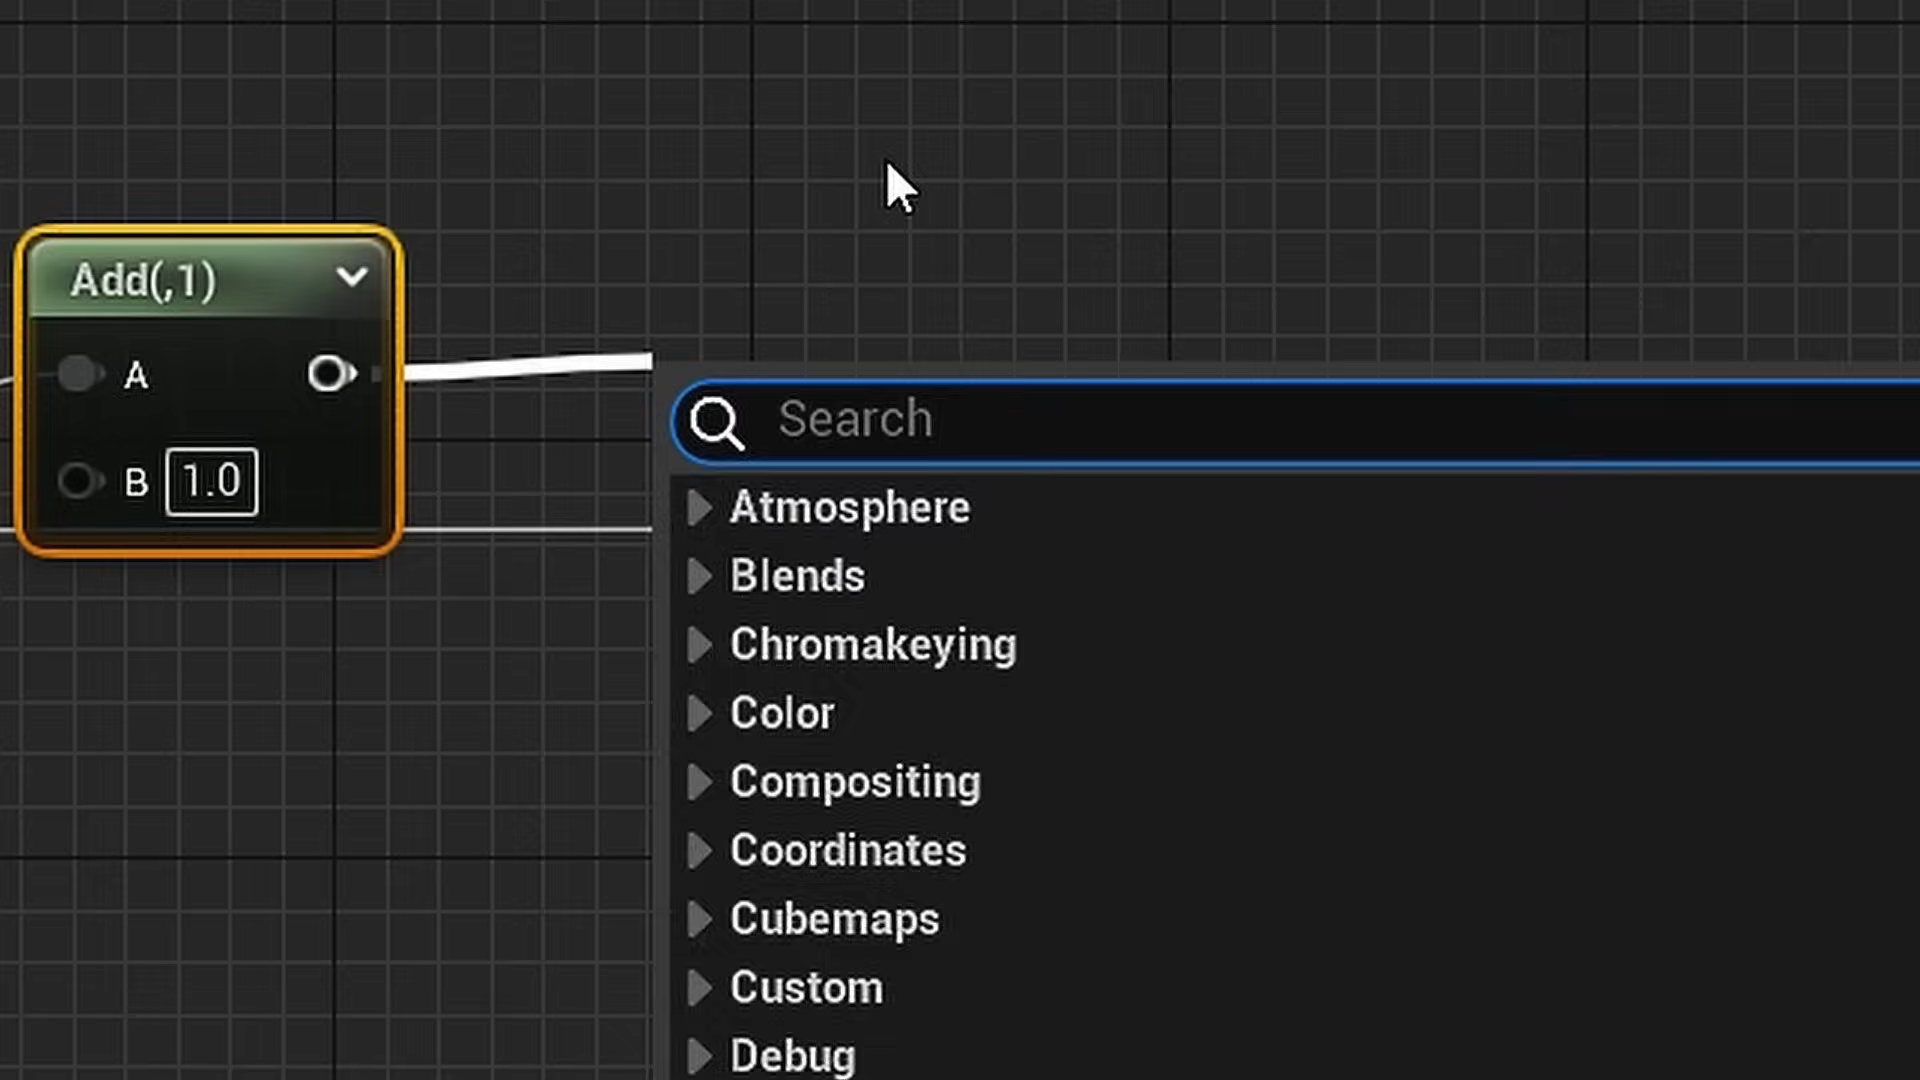 Add(,1)
A
B 1.0
Search
Atmosphere
Blends
Chromakeying
Color
Compositing
Coordinates
Cubemaps
Custom
Debug